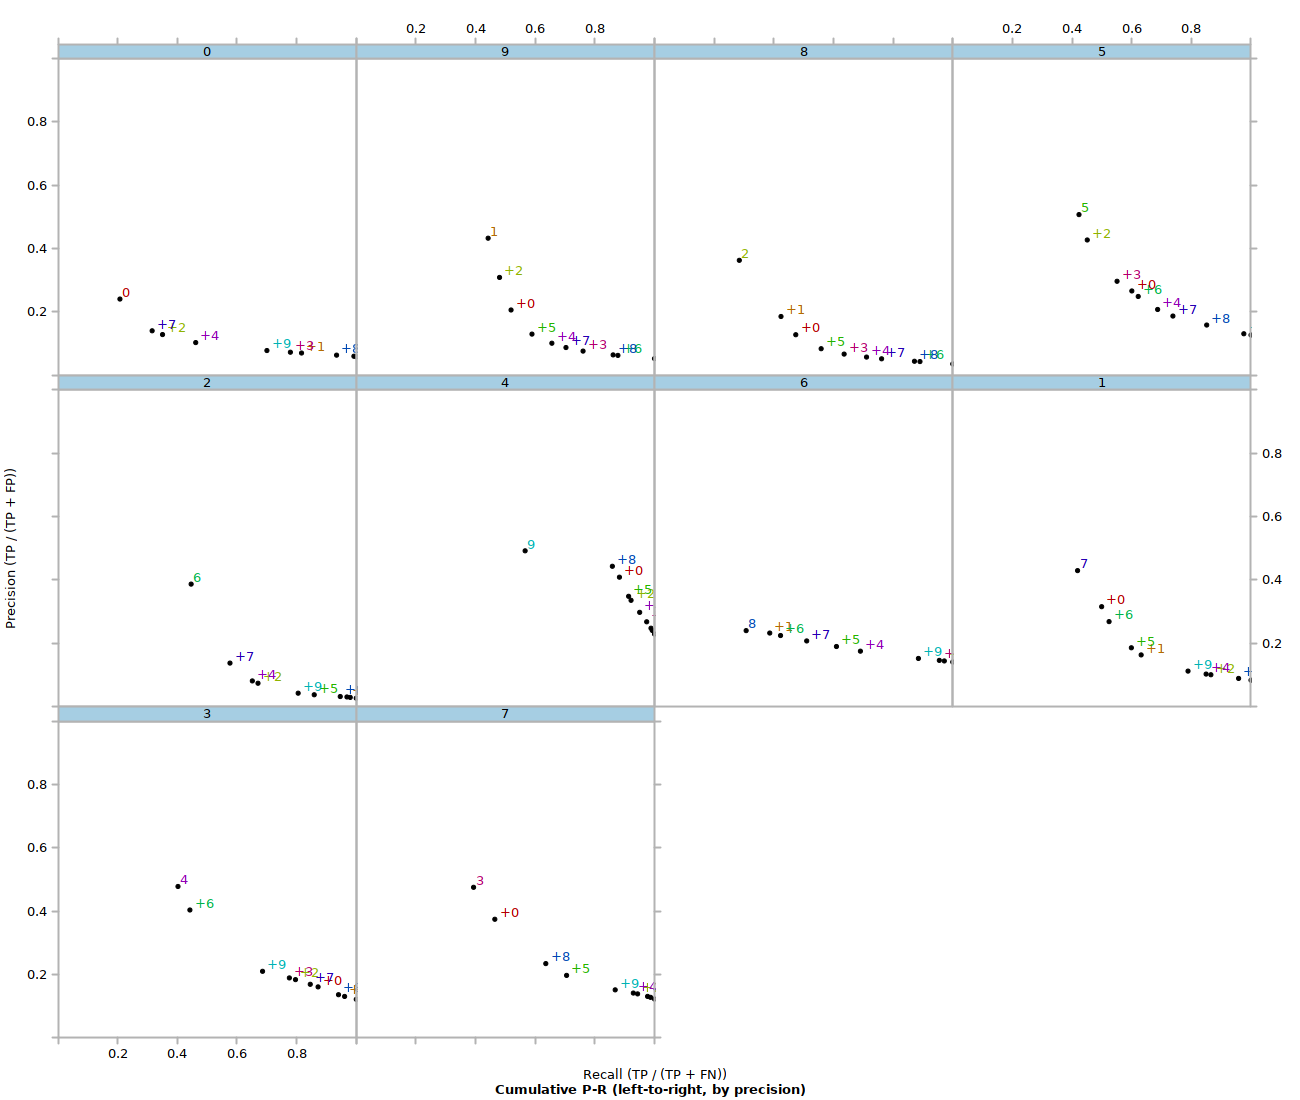 0.2 0.4 0.6 0.8 0.2 0.4 0.6 0.8
0 9 8 5
0.8
0.6
0.4
0.2
0 +7 +2 +4 +9 +3 +1 +8
1 +2 +0 +5 +4 +7 +3 +8 +6
2 +1 +0 +5 +3 +4 +7 +8 +6
5 +2 +3 +0 +6 +4 +7 +8
2 4 6 1
6 +7 +4 +2 +9 +5
9 +8 +0 +5 +2
8 +1 +6 +7 +5 +4 +9
7 +0 +6 +5 +1 +9 +4 +2
0.8
0.6
0.4
0.2
3 7
0.8
0.6
0.4
0.2
4 +6 +9 +3 +2 +7 +0
3 +0 +8 +5 +9 +4
0.2 0.4 0.6 0.8
Precision (TP / (TP + FP))
Recall (TP / (TP + FN))
Cumulative P-R (left-to-right, by precision)